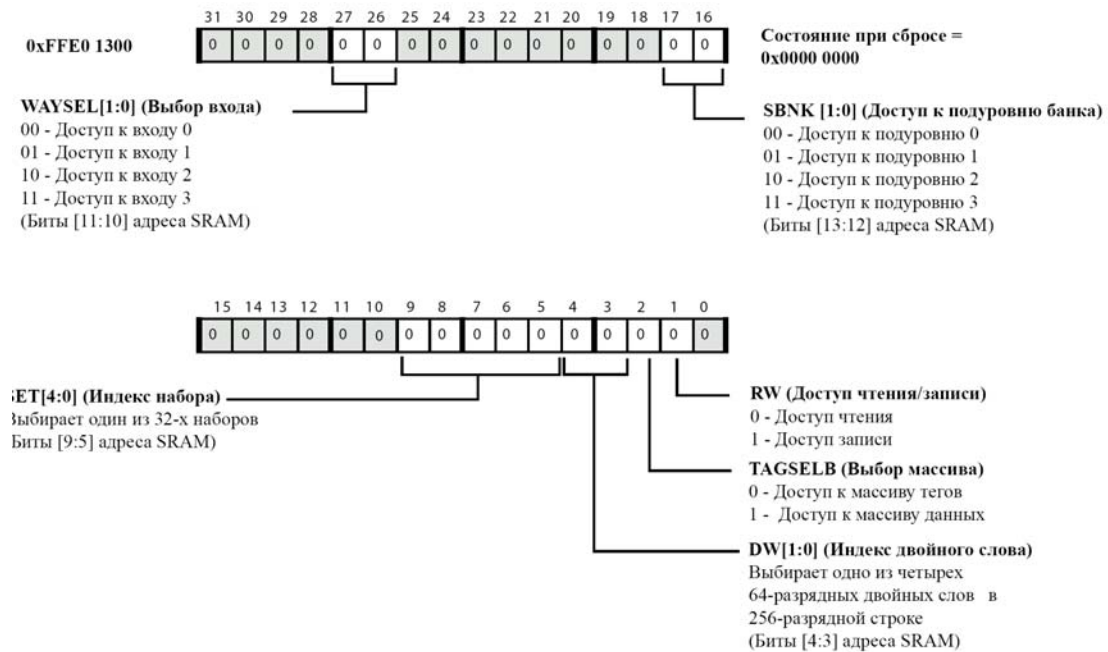 31 30 29 28 27 26 25 24 23 22 21 20 19 18 17 16
0xFFE0 1300
0 0 0 0 0 0 0 0 0 0 0 0 0 0 0 0
Состояние при сбросе =
0x0000 0000
WAYSEL[1:0] (Выбор входа)
00 - Доступ к входу 0
01 - Доступ к входу 1
10 - Доступ к входу 2
11 - Доступ к входу 3
(Биты [11:10] адреса SRAM)
SBNK [1:0] (Доступ к подуровню банка)
00 - Доступ к подуровню 0
01 - Доступ к подуровню 1
10 - Доступ к подуровню 2
11 - Доступ к подуровню 3
(Биты [13:12] адреса SRAM)
15 14 13 12 11 10 9 8 7 6 5 4 3 2 1 0
0 0 0 0 0 0 0 0 0 0 0 0 0 0 0 0
ET[4:0] (Индекс набора)
Выбирает один из 32-х наборов
Биты [9:5] адреса SRAM)
RW (Доступ чтения/записи)
0 - Доступ чтения
1 - Доступ записи
TAGSELB (Выбор массива)
0 - Доступ к массиву тегов
1 - Доступ к массиву данных
DW[1:0] (Индекс двойного слова)
Выбирает одно из четырех
64-разрядных двойных слов в
256-разрядной строке
(Биты [4:3] адреса SRAM)